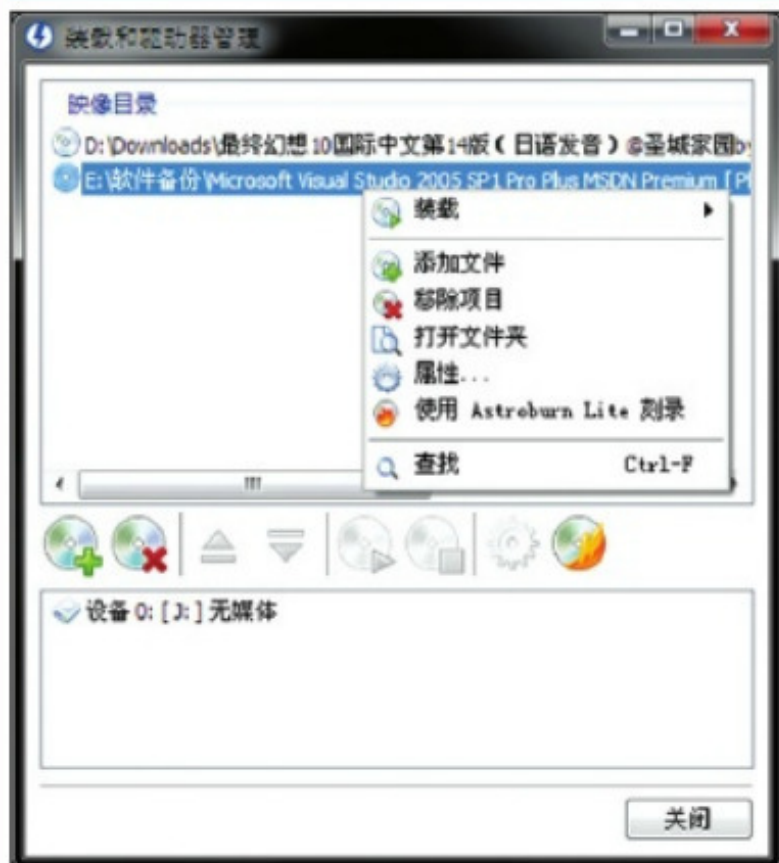 装载和驱动器管理
映像目录
D:\Downloads\最终幻想10国际中文第14版(日语发音)@圣城家园by
E:\软件备份\Microsoft Visual Studio 2005 SP1 Pro Plus MSDN Premium [ Pl
装载
添加文件
移除项目
打开文件夹
属性...
使用 Astroburn Lite 刻录
查找 Ctrl-F
设备 0: [ J: ] 无媒体
关闭